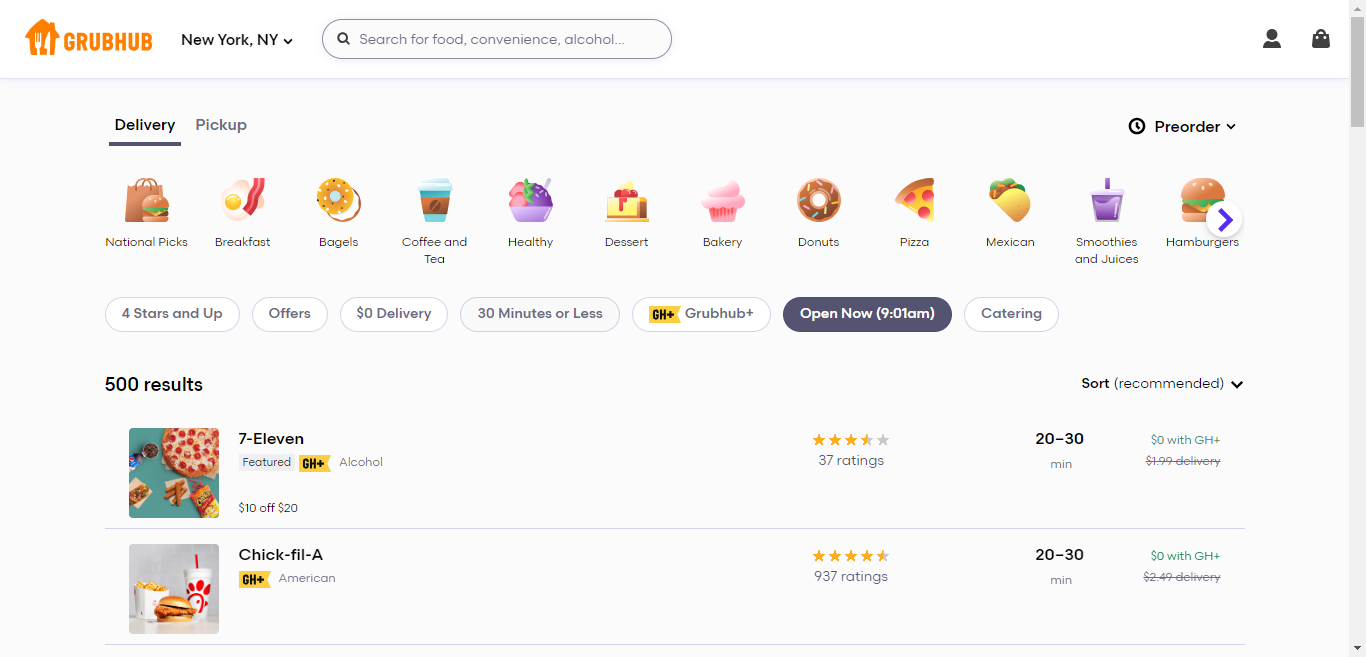 GRUBHUB
New York, NY
Search for food, convenience, alcohol...
Delivery
Pickup
Preorder
National Picks
Breakfast
Bagels
Coffee and
Tea
Healthy
Dessert
Bakery
Donuts
Pizza
Mexican
Smoothies
and Juices
Hamburgers
4 Stars and Up
Offers
$0 Delivery
30 Minutes or Less
GH+ Grubhub+
Open Now (9:01am)
Catering
500 results
Sort (recommended)
7-Eleven
Featured GH+ Alcohol
$10 off $20
37 ratings
20–30
min
$0 with GH+
$1.99 delivery
Chick-fil-A
GH+ American
937 ratings
20–30
min
$0 with GH+
$2.49 delivery